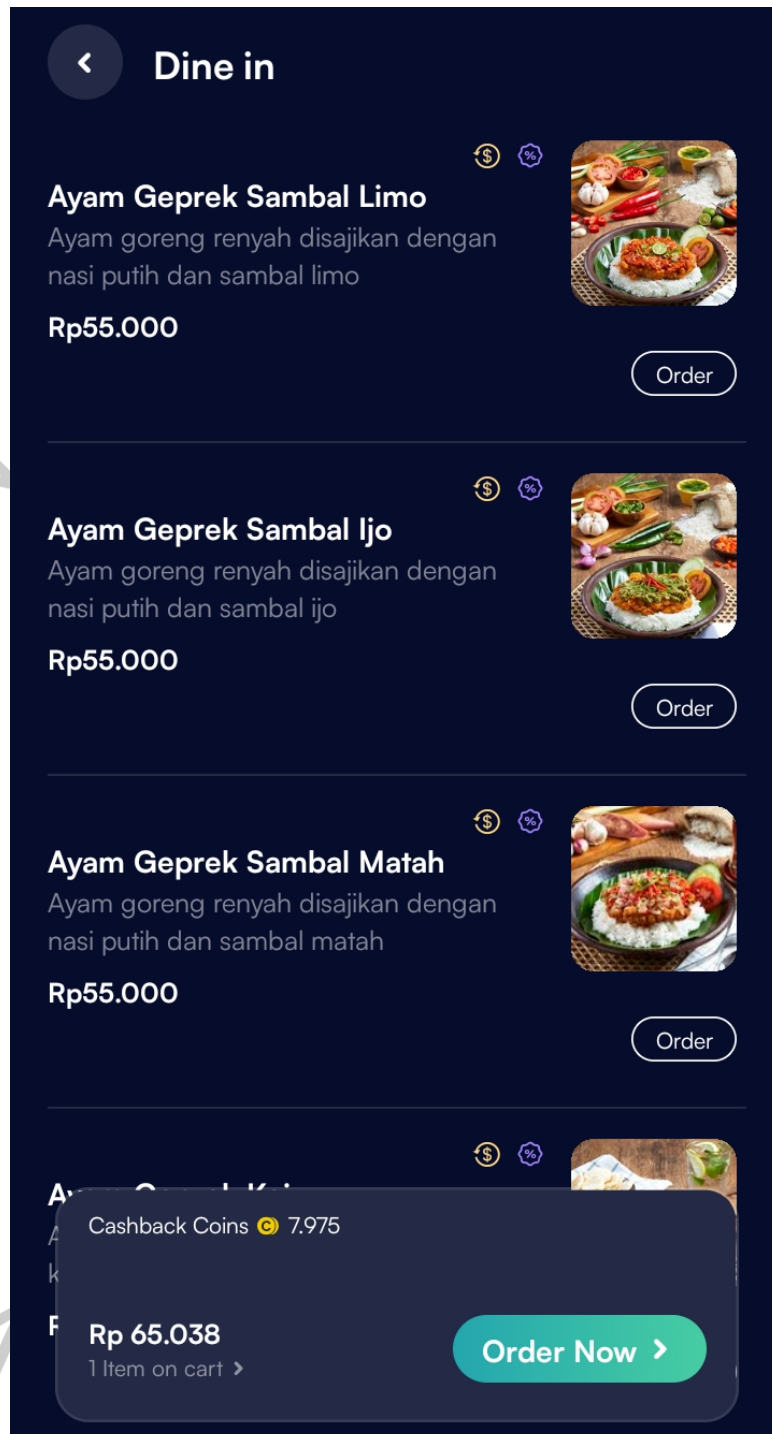 Dine in
Ayam Geprek Sambal Limo
Ayam goreng renyah disajikan dengan
nasi putih dan sambal limo
Rp55.000
Order
Ayam Geprek Sambal Ijo
Ayam goreng renyah disajikan dengan
nasi putih dan sambal ijo
Rp55.000
Order
Ayam Geprek Sambal Matah
Ayam goreng renyah disajikan dengan
nasi putih dan sambal matah
Rp55.000
Order
Cashback Coins 7.975
Rp 65.038
Order Now
1 Item on cart